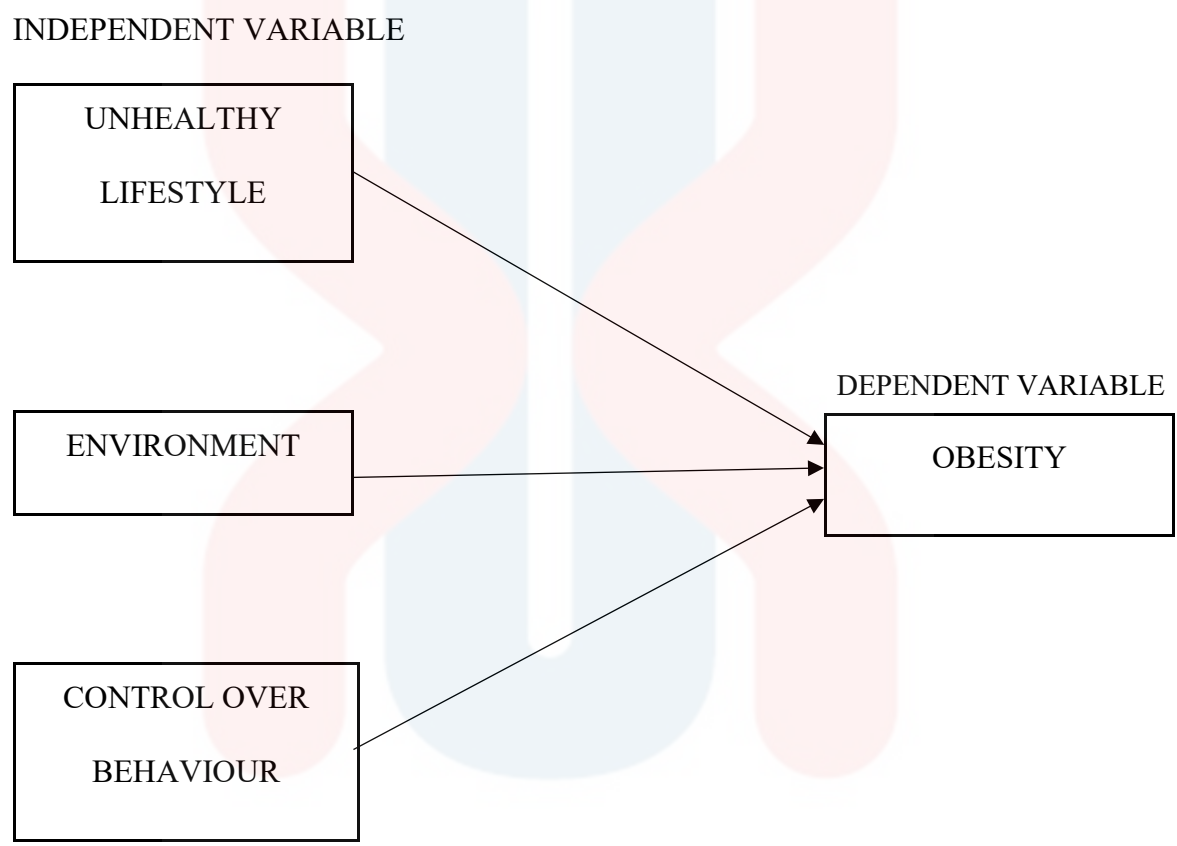 INDEPENDENT VARIABLE
UNHEALTHY
LIFESTYLE
DEPENDENT VARIABLE
ENVIRONMENT
OBESITY
CONTROL OVER
BEHAVIOUR